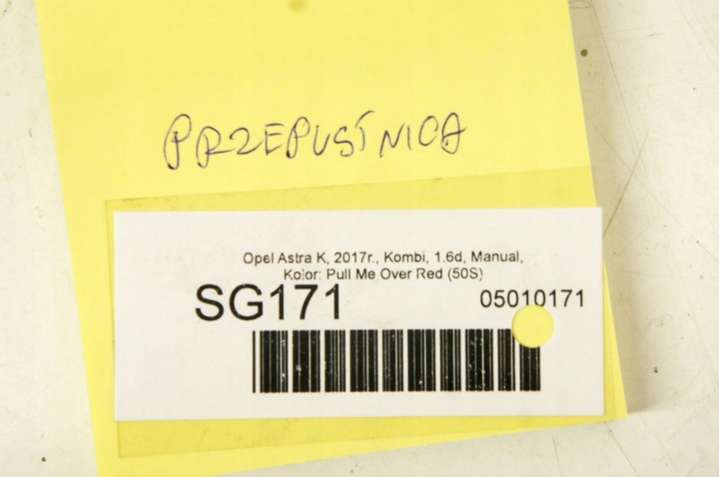 PRZEPUSTNICA
Opel Astra K, 2017r., Kombi, 1.6d, Manual,
Kolor: Pull Me Over Red (50S)
SG171
05010171